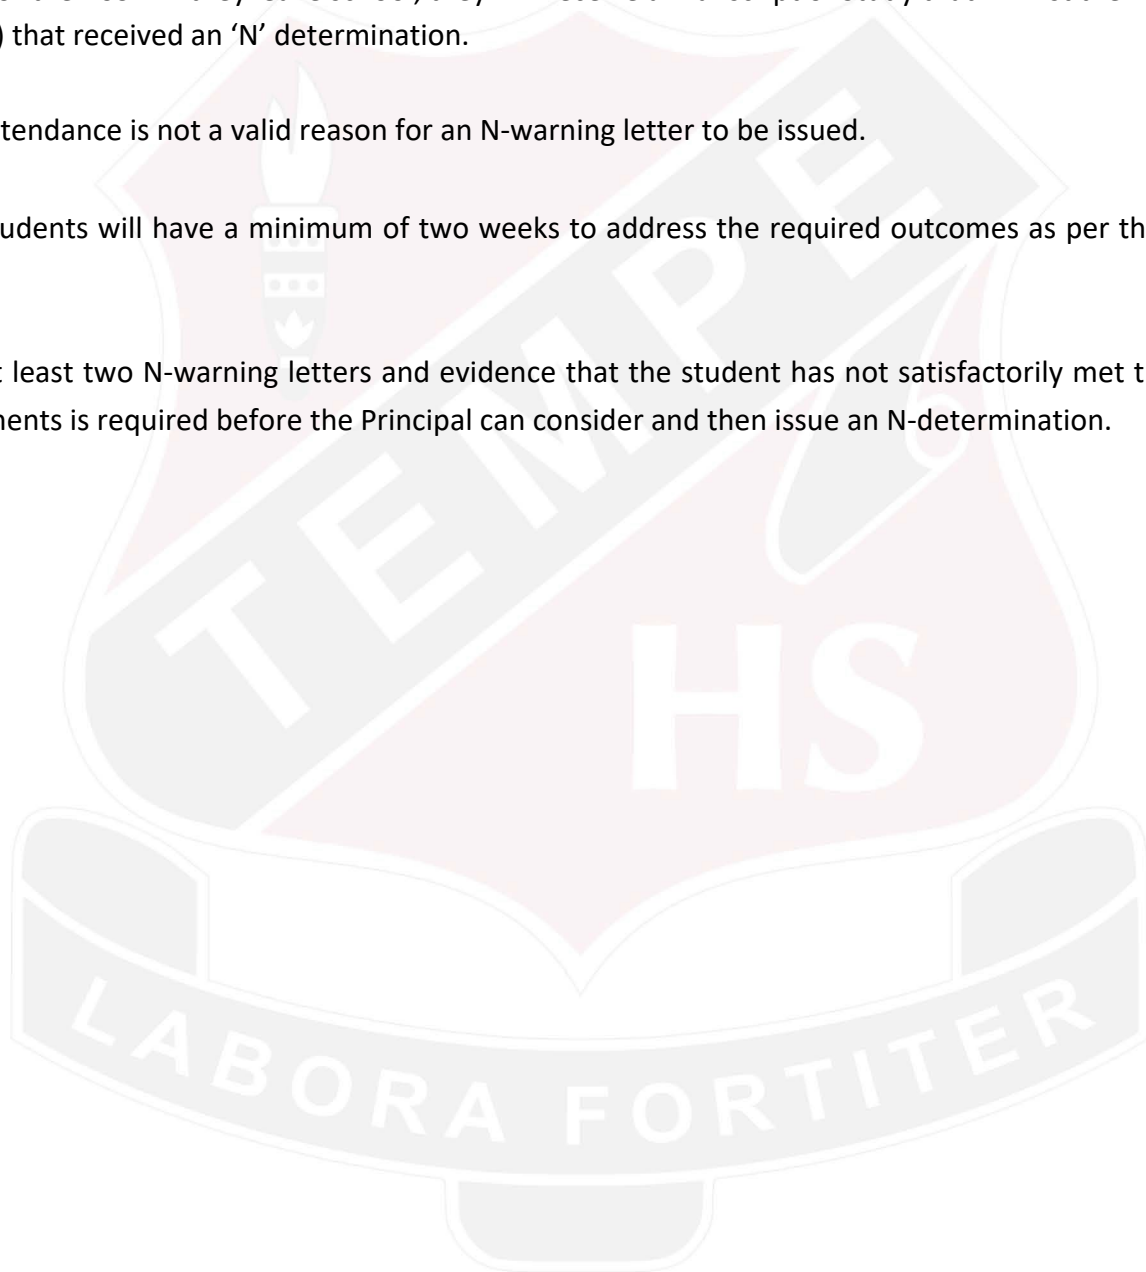 ) that received an ‘N’ determination.
tendance is not a valid reason for an N-warning letter to be issued.
udents will have a minimum of two weeks to address the required outcomes as per th
t least two N-warning letters and evidence that the student has not satisfactorily met t
nents is required before the Principal can consider and then issue an N-determination.
TEMPE
HS
LABORA FORTITER